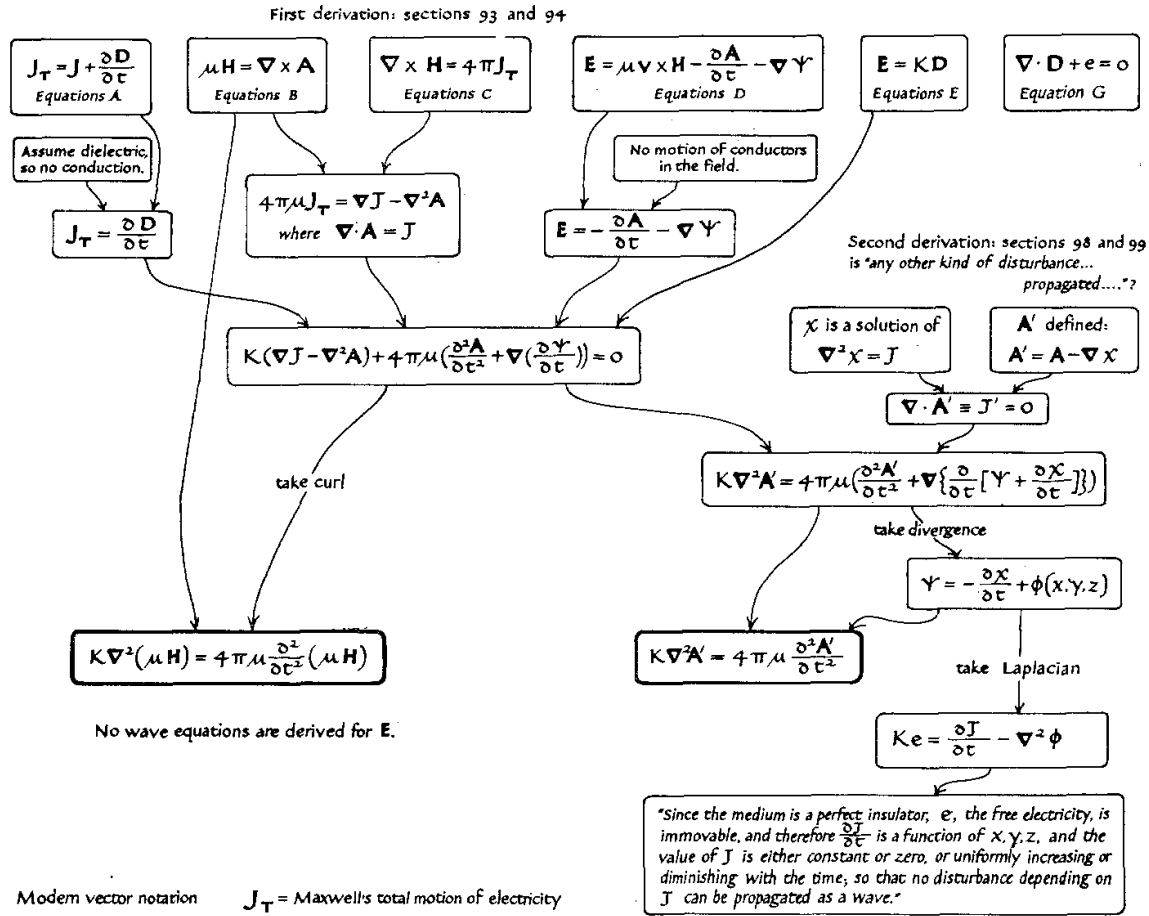 First derivation: sections 93 and 94
J_T = J + ∂D/∂t
Equations A
μH = ∇ × A
Equations B
∇ × H = 4πJ_T
Equations C
E = μv × H − ∂A/∂t − ∇Ψ
Equations D
E = KD
Equations E
∇ · D + e = 0
Equation G
Assume dielectric,
so no conduction.
No motion of conductors
in the field.
4πμJ_T = ∇J − ∇²A
where ∇·A = J
J_T = ∂D/∂t
E = −∂A/∂t − ∇Ψ
Second derivation: sections 98 and 99
is "any other kind of disturbance...
propagated...."?
χ is a solution of
∇²χ = J
A′ defined:
A′ = A − ∇χ
K(∇J − ∇²A) + 4πμ(∂²A/∂t² + ∇(∂Ψ/∂t)) = 0
∇ · A′ ≡ J′ = 0
K∇²A′ = 4πμ(∂²A′/∂t² + ∇{∂/∂t[Ψ + ∂χ/∂t]})
take curl
take divergence
Ψ = −∂χ/∂t + φ(x,y,z)
K∇²(μH) = 4πμ ∂²/∂t²(μH)
K∇²A′ = 4πμ ∂²A′/∂t²
take Laplacian
No wave equations are derived for E.
Ke = ∂J/∂t − ∇²φ
"Since the medium is a perfect insulator, e, the free electricity, is
immovable, and therefore ∂J/∂t is a function of x, y, z, and the
value of J is either constant or zero, or uniformly increasing or
diminishing with the time; so that no disturbance depending on
J can be propagated as a wave."
Modern vector notation J_T = Maxwell's total motion of electricity